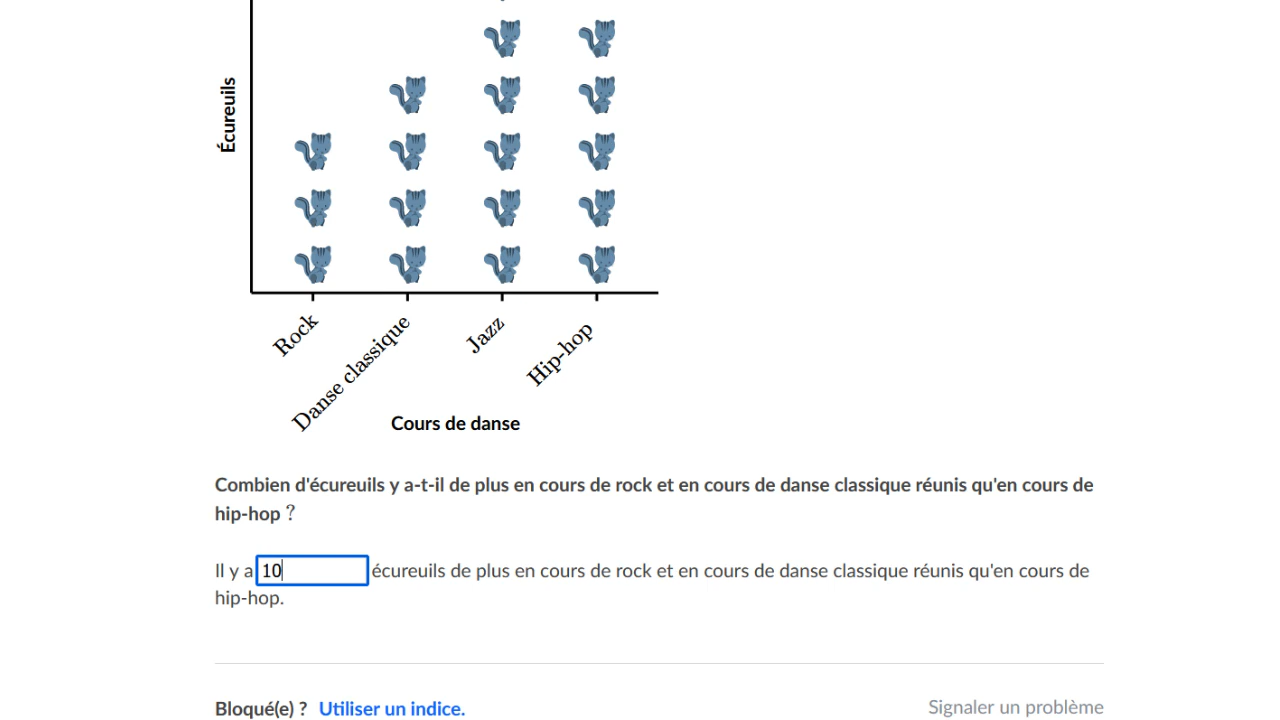 Écureuils
Rock
Danse classique
Jazz
Hip-hop
Cours de danse
Combien d'écureuils y a-t-il de plus en cours de rock et en cours de danse classique réunis qu'en cours de
hip-hop ?
Il y a 10 écureuils de plus en cours de rock et en cours de danse classique réunis qu'en cours de
hip-hop.
Bloqué(e) ? Utiliser un indice.
Signaler un problème